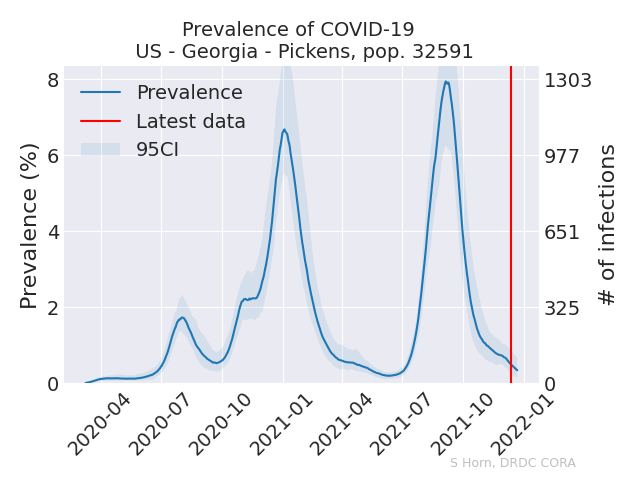 Prevalence of COVID-19
US - Georgia - Pickens, pop. 32591
Prevalence
Latest data
95CI
Prevalence (%)
8
6
4
2
0
# of infections
1303
977
651
325
0
2020-04
2020-07
2020-10
2021-01
2021-04
2021-07
2021-10
2022-01
S Horn, DRDC CORA